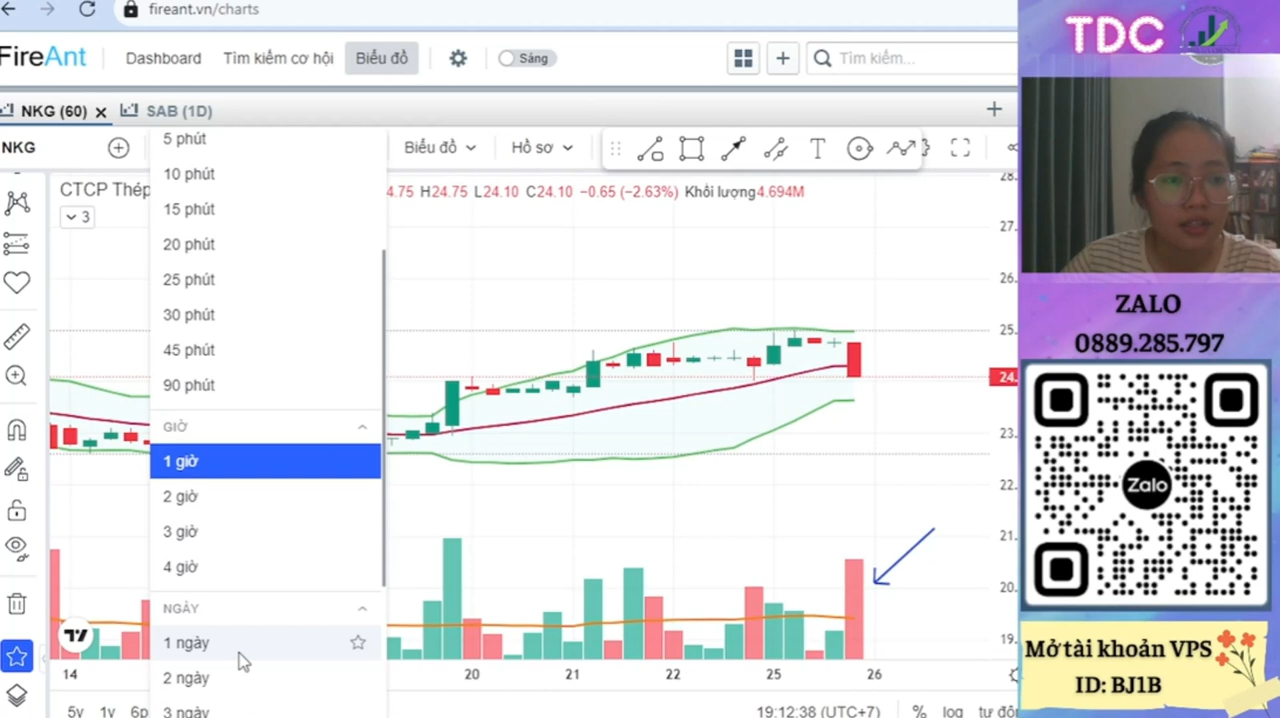 fireant.vn/charts
FireAnt
Dashboard
Tìm kiếm cơ hội
Biểu đồ
Sáng
Tìm kiếm...
NKG (60)
SAB (1D)
NKG
Biểu đồ
Hồ sơ
CTCP Thép
4.75 H24.75 L24.10 C24.10 −0.65 (−2.63%) Khối lượng4.694M
3
5 phút
10 phút
15 phút
20 phút
25 phút
30 phút
45 phút
90 phút
GIỜ
1 giờ
2 giờ
3 giờ
4 giờ
NGÀY
1 ngày
2 ngày
3 ngày
28.
27.
26.
25.
24.
23.
22.
21.
20.
19.
14
20
21
22
25
26
5y 1y 6p
19:12:38 (UTC+7)
% log tự độ
TDC
ZALO
0889.285.797
Zalo
Mở tài khoản VPS
ID: BJ1B